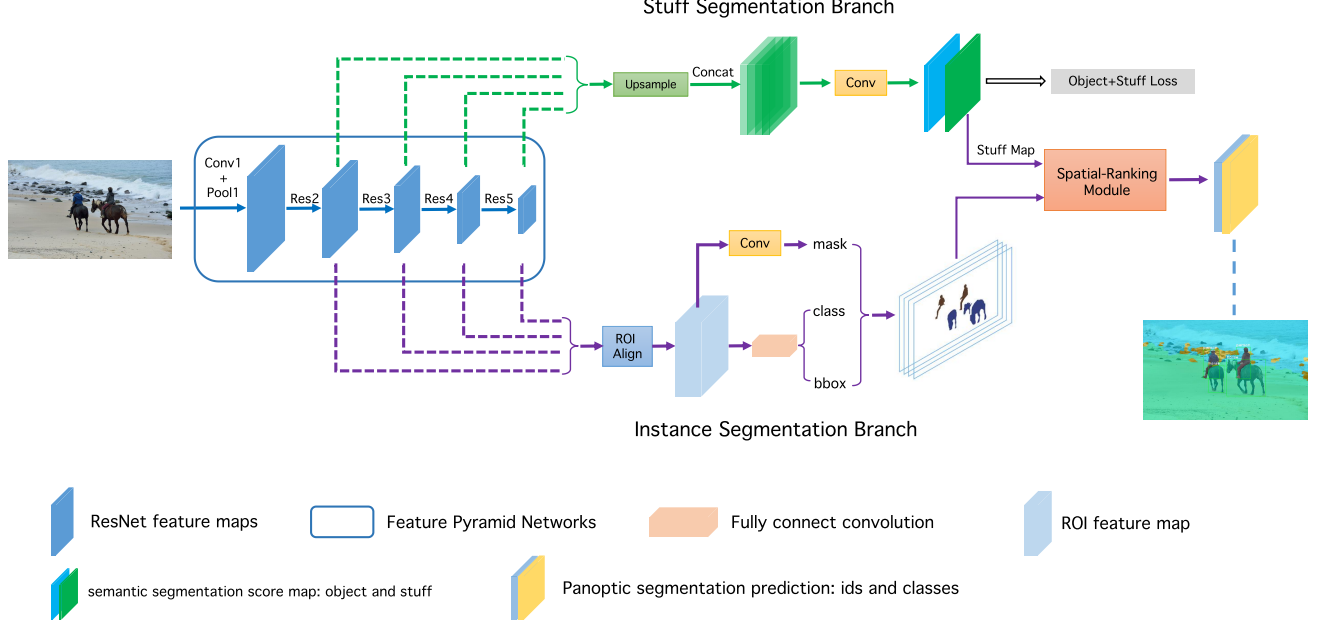 Stuff Segmentation Branch
Upsample
Concat
Conv
Object+Stuff Loss
Conv1
+
Pool1
Res2
Res3
Res4
Res5
Stuff Map
Spatial-Ranking
Module
Conv
mask
class
bbox
ROI
Align
Instance Segmentation Branch
ResNet feature maps
Feature Pyramid Networks
Fully connect convolution
ROI feature map
semantic segmentation score map: object and stuff
Panoptic segmentation prediction: ids and classes